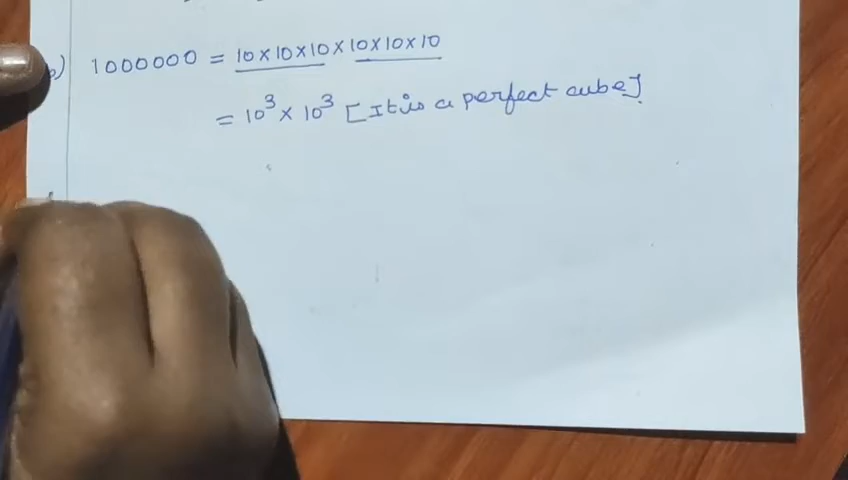 1000000 = 10×10×10×10×10×10
= 10³ × 10³ [It is a perfect cube].